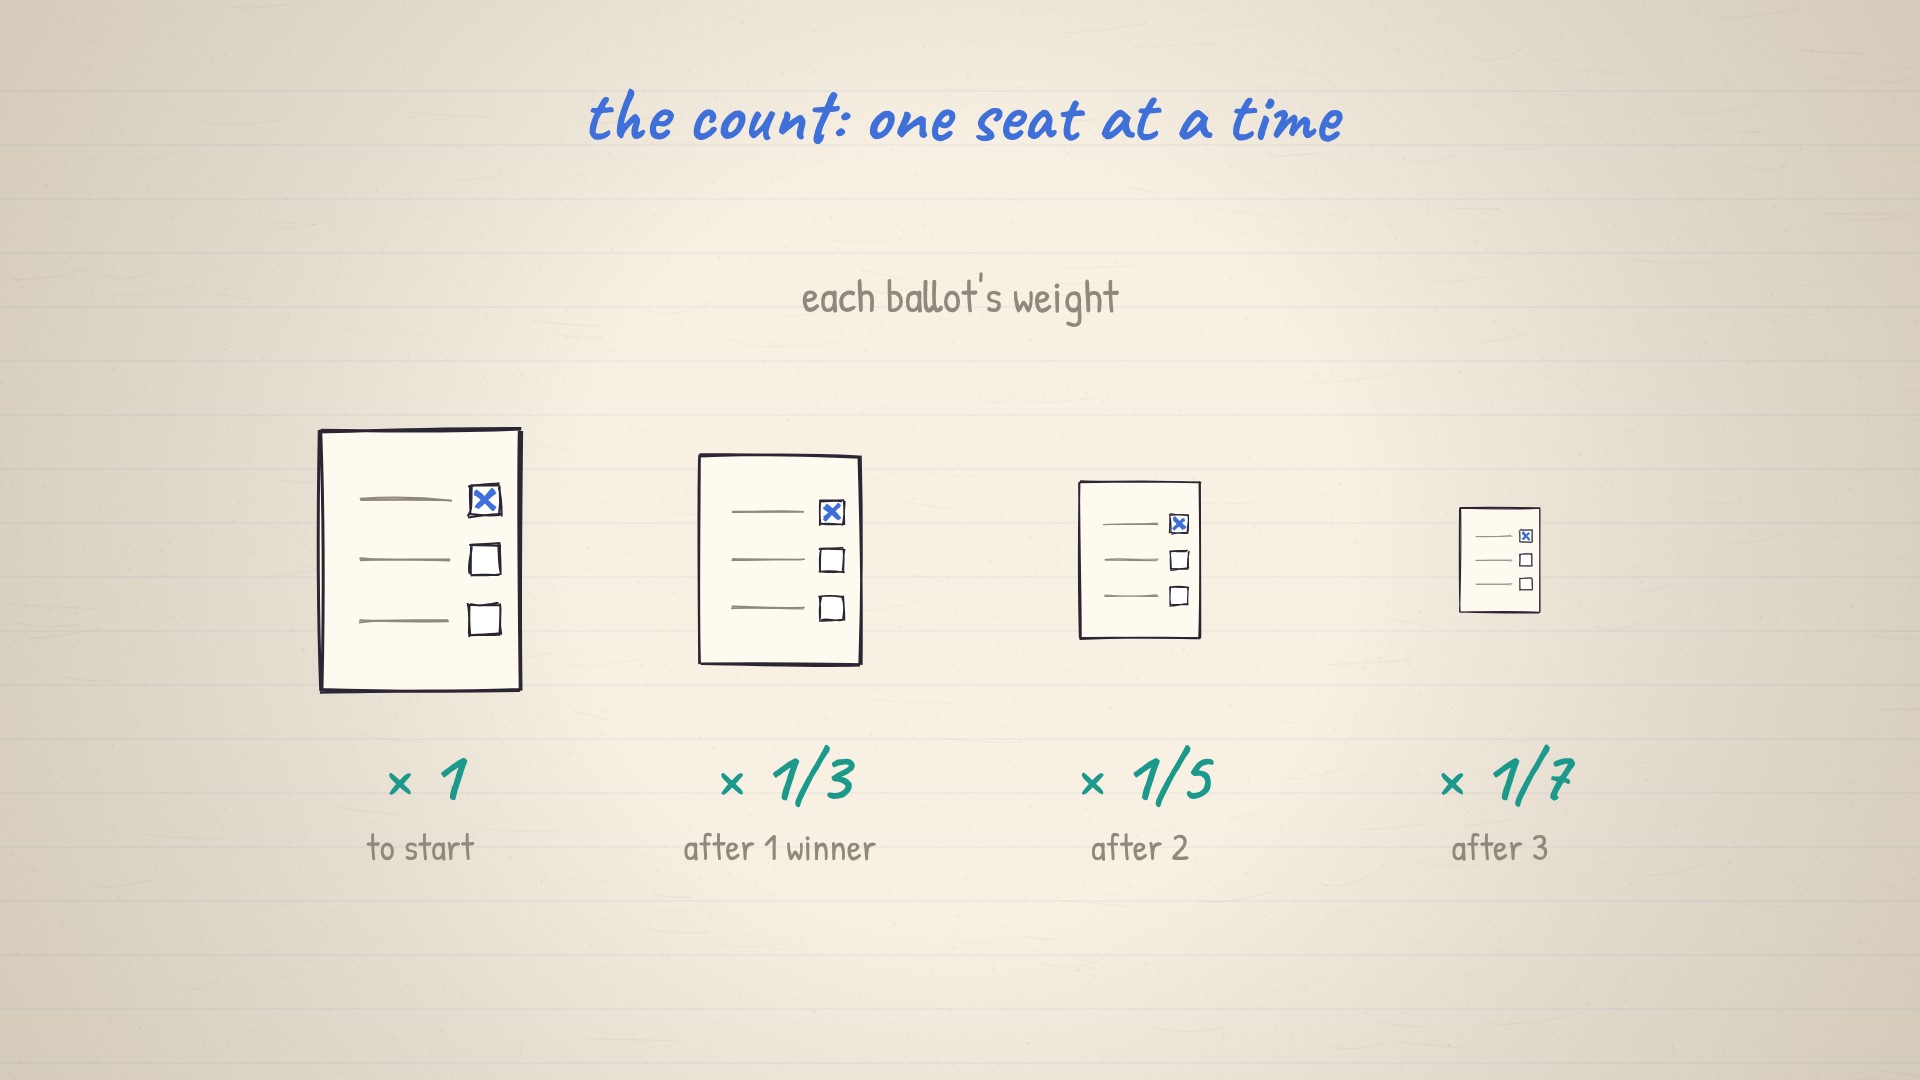 the count: one seat at a time
each ballot's weight
× 1
× 1/3
× 1/5
× 1/7
to start
after 1 winner
after 2
after 3